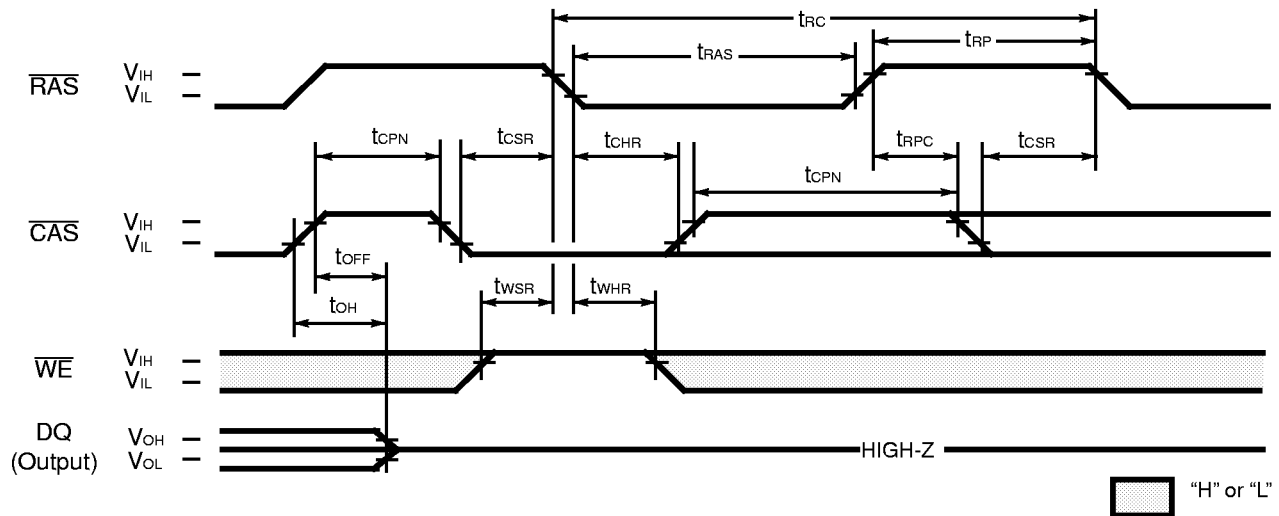 tRC
tRP
tRAS
RAS
VIH
VIL
tCPN
tCSR
tCHR
tRPC
tCSR
tCPN
CAS
VIH
VIL
tOFF
tOH
tWSR
tWHR
WE
VIH
VIL
DQ
(Output)
VOH
VOL
HIGH-Z
“H” or “L”